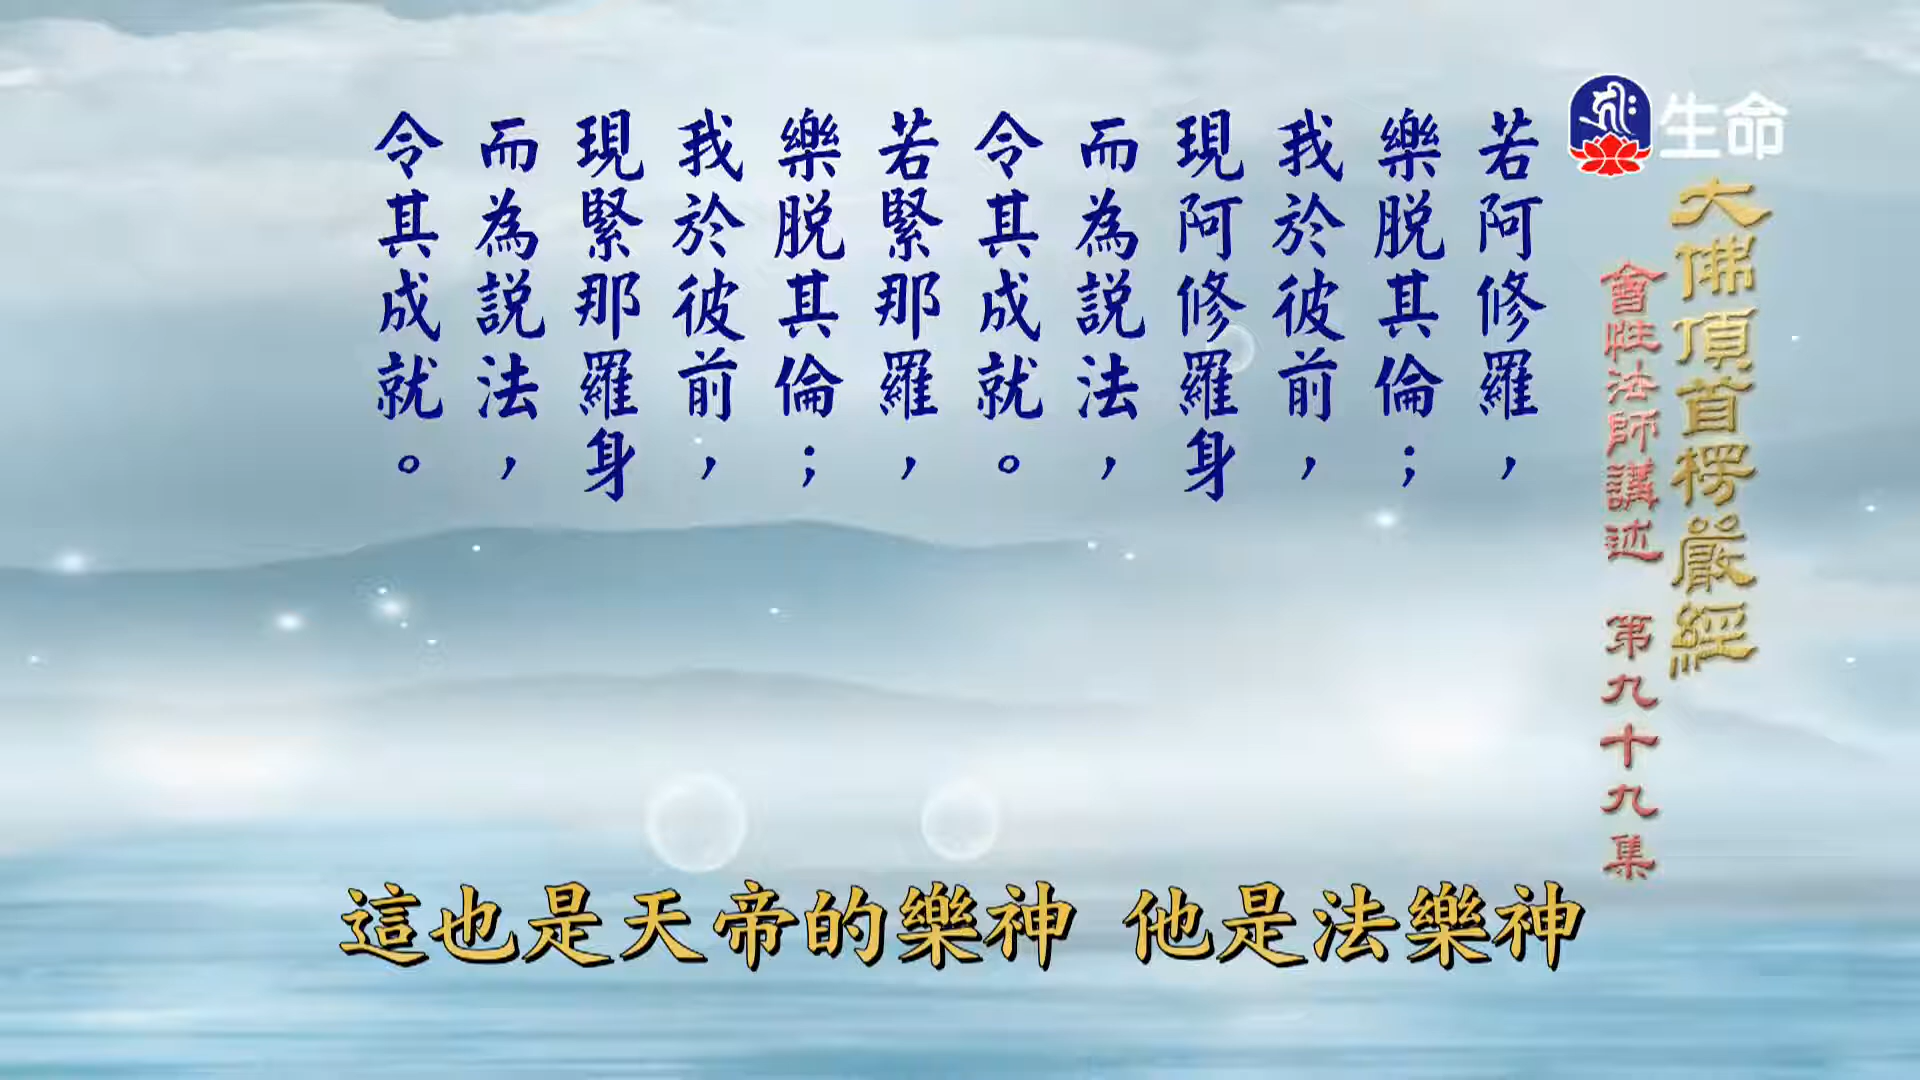 生命
大佛頂首楞嚴經
會性法師講述 第九十九集
若阿修羅，
樂脫其倫；
我於彼前，
現阿修羅身
而為說法，
令其成就。
若緊那羅，
樂脫其倫；
我於彼前，
現緊那羅身
而為說法，
令其成就。
這也是天帝的樂神 他是法樂神